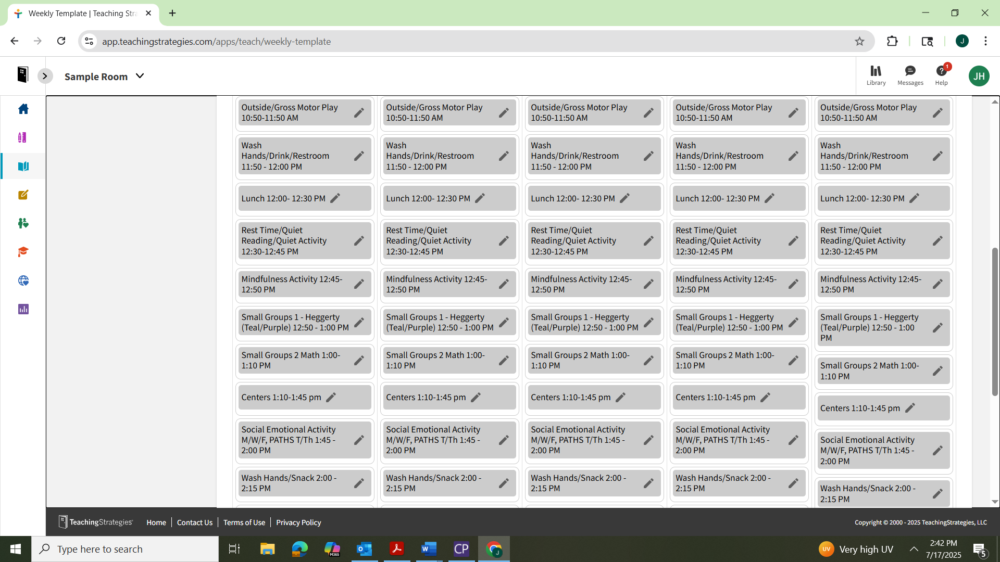 Weekly Template | Teaching Stra
app.teachingstrategies.com/apps/teach/weekly-template
J
Sample Room
Library
Messages
1
Help
JH
Outside/Gross Motor Play
10:50-11:50 AM
Outside/Gross Motor Play
10:50-11:50 AM
Outside/Gross Motor Play
10:50-11:50 AM
Outside/Gross Motor Play
10:50-11:50 AM
Outside/Gross Motor Play
10:50-11:50 AM
Wash
Hands/Drink/Restroom
11:50 - 12:00 PM
Wash
Hands/Drink/Restroom
11:50 - 12:00 PM
Wash
Hands/Drink/Restroom
11:50 - 12:00 PM
Wash
Hands/Drink/Restroom
11:50 - 12:00 PM
Wash
Hands/Drink/Restroom
11:50 - 12:00 PM
Lunch 12:00- 12:30 PM
Lunch 12:00- 12:30 PM
Lunch 12:00- 12:30 PM
Lunch 12:00- 12:30 PM
Lunch 12:00- 12:30 PM
Rest Time/Quiet
Reading/Quiet Activity
12:30-12:45 PM
Rest Time/Quiet
Reading/Quiet Activity
12:30-12:45 PM
Rest Time/Quiet
Reading/Quiet Activity
12:30-12:45 PM
Rest Time/Quiet
Reading/Quiet Activity
12:30-12:45 PM
Rest Time/Quiet
Reading/Quiet Activity
12:30-12:45 PM
Mindfulness Activity 12:45-
12:50 PM
Mindfulness Activity 12:45-
12:50 PM
Mindfulness Activity 12:45-
12:50 PM
Mindfulness Activity 12:45-
12:50 PM
Mindfulness Activity 12:45-
12:50 PM
Small Groups 1 - Heggerty
(Teal/Purple) 12:50 - 1:00 PM
Small Groups 1 - Heggerty
(Teal/Purple) 12:50 - 1:00 PM
Small Groups 1 - Heggerty
(Teal/Purple) 12:50 - 1:00 PM
Small Groups 1 - Heggerty
(Teal/Purple) 12:50 - 1:00 PM
Small Groups 1 - Heggerty
(Teal/Purple) 12:50 - 1:00
PM
Small Groups 2 Math 1:00-
1:10 PM
Small Groups 2 Math 1:00-
1:10 PM
Small Groups 2 Math 1:00-
1:10 PM
Small Groups 2 Math 1:00-
1:10 PM
Small Groups 2 Math 1:00-
1:10 PM
Centers 1:10-1:45 pm
Centers 1:10-1:45 pm
Centers 1:10-1:45 pm
Centers 1:10-1:45 pm
Centers 1:10-1:45 pm
Social Emotional Activity
M/W/F, PATHS T/Th 1:45 -
2:00 PM
Social Emotional Activity
M/W/F, PATHS T/Th 1:45 -
2:00 PM
Social Emotional Activity
M/W/F, PATHS T/Th 1:45 -
2:00 PM
Social Emotional Activity
M/W/F, PATHS T/Th 1:45 -
2:00 PM
Social Emotional Activity
M/W/F, PATHS T/Th 1:45 -
2:00 PM
Wash Hands/Snack 2:00 -
2:15 PM
Wash Hands/Snack 2:00 -
2:15 PM
Wash Hands/Snack 2:00 -
2:15 PM
Wash Hands/Snack 2:00 -
2:15 PM
Wash Hands/Snack 2:00 -
2:15 PM
TeachingStrategies
Home
Contact Us
Terms of Use
Privacy Policy
Copyright © 2000 - 2025 TeachingStrategies, LLC
Type here to search
M365
CP
J
UV
Very high UV
2:42 PM
7/17/2025
5